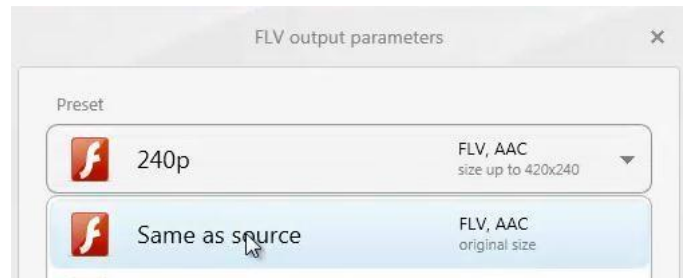 FLV output parameters
Preset
240p
FLV, AAC
size up to 420x240
Same as source
FLV, AAC
original size